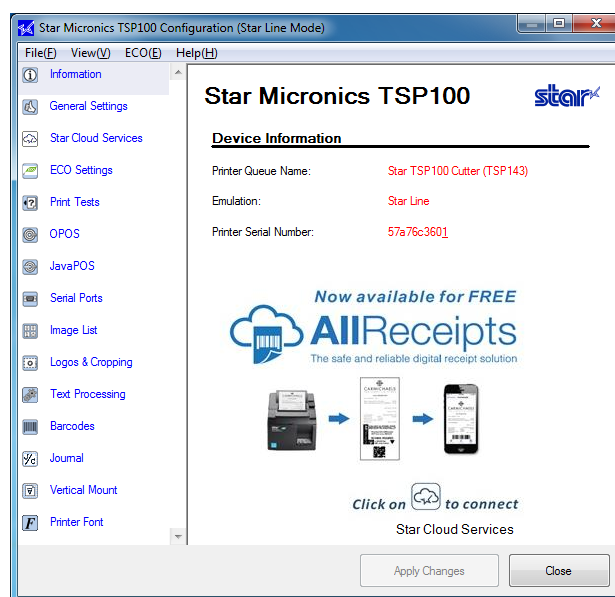 Star Micronics TSP100 Configuration (Star Line Mode)
File(F) View(V) ECO(E) Help(H)
Information
General Settings
Star Cloud Services
ECO Settings
Print Tests
OPOS
JavaPOS
Serial Ports
Image List
Logos & Cropping
Text Processing
Barcodes
Journal
Vertical Mount
Printer Font
Star Micronics TSP100
star
Device Information
Printer Queue Name: Star TSP100 Cutter (TSP143)
Emulation: Star Line
Printer Serial Number: 57a76c3601
Now available for FREE
AllReceipts
The safe and reliable digital receipt solution
CARMICHAELS
CARMICHAELS
Click on to connect
Star Cloud Services
Apply Changes
Close